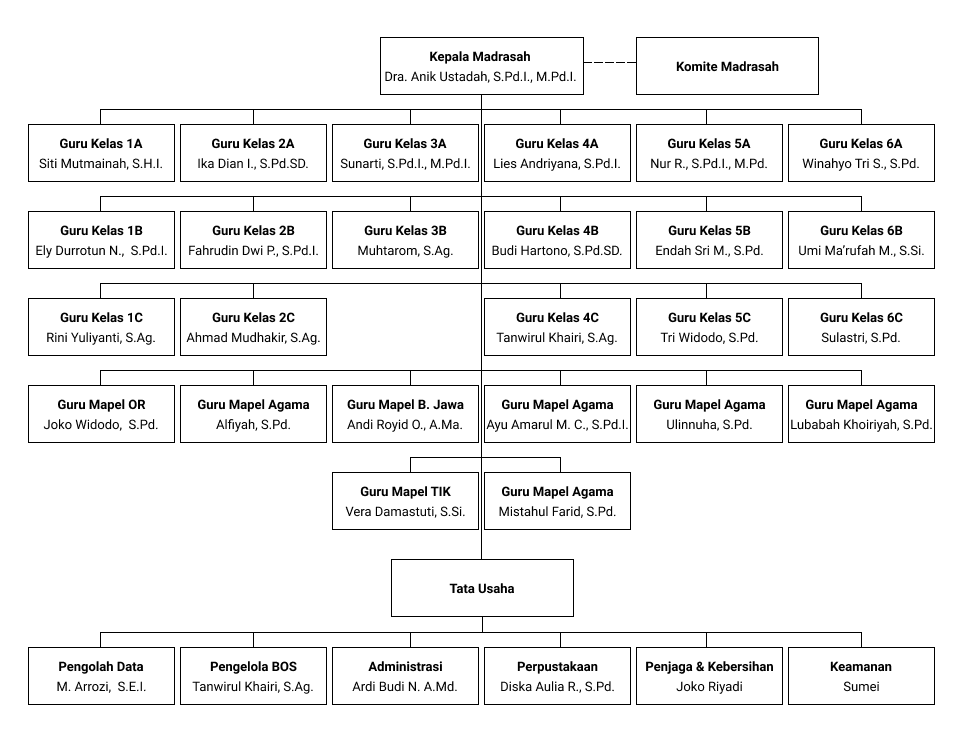 Kepala Madrasah
Dra. Anik Ustadah, S.Pd.I., M.Pd.I.
Komite Madrasah
Guru Kelas 1A
Siti Mutmainah, S.H.I.
Guru Kelas 2A
Ika Dian I., S.Pd.SD.
Guru Kelas 3A
Sunarti, S.Pd.I., M.Pd.I.
Guru Kelas 4A
Lies Andriyana, S.Pd.I.
Guru Kelas 5A
Nur R., S.Pd.I., M.Pd.
Guru Kelas 6A
Winahyo Tri S., S.Pd.
Guru Kelas 1B
Ely Durrotun N., S.Pd.I.
Guru Kelas 2B
Fahrudin Dwi P., S.Pd.I.
Guru Kelas 3B
Muhtarom, S.Ag.
Guru Kelas 4B
Budi Hartono, S.Pd.SD.
Guru Kelas 5B
Endah Sri M., S.Pd.
Guru Kelas 6B
Umi Ma’rufah M., S.Si.
Guru Kelas 1C
Rini Yuliyanti, S.Ag.
Guru Kelas 2C
Ahmad Mudhakir, S.Ag.
Guru Kelas 4C
Tanwirul Khairi, S.Ag.
Guru Kelas 5C
Tri Widodo, S.Pd.
Guru Kelas 6C
Sulastri, S.Pd.
Guru Mapel OR
Joko Widodo, S.Pd.
Guru Mapel Agama
Alfiyah, S.Pd.
Guru Mapel B. Jawa
Andi Royid O., A.Ma.
Guru Mapel Agama
Ayu Amarul M. C., S.Pd.I.
Guru Mapel Agama
Ulinnuha, S.Pd.
Guru Mapel Agama
Lubabah Khoiriyah, S.Pd.
Guru Mapel TIK
Vera Damastuti, S.Si.
Guru Mapel Agama
Mistahul Farid, S.Pd.
Tata Usaha
Pengolah Data
M. Arrozi, S.E.I.
Pengelola BOS
Tanwirul Khairi, S.Ag.
Administrasi
Ardi Budi N. A.Md.
Perpustakaan
Diska Aulia R., S.Pd.
Penjaga & Kebersihan
Joko Riyadi
Keamanan
Sumei